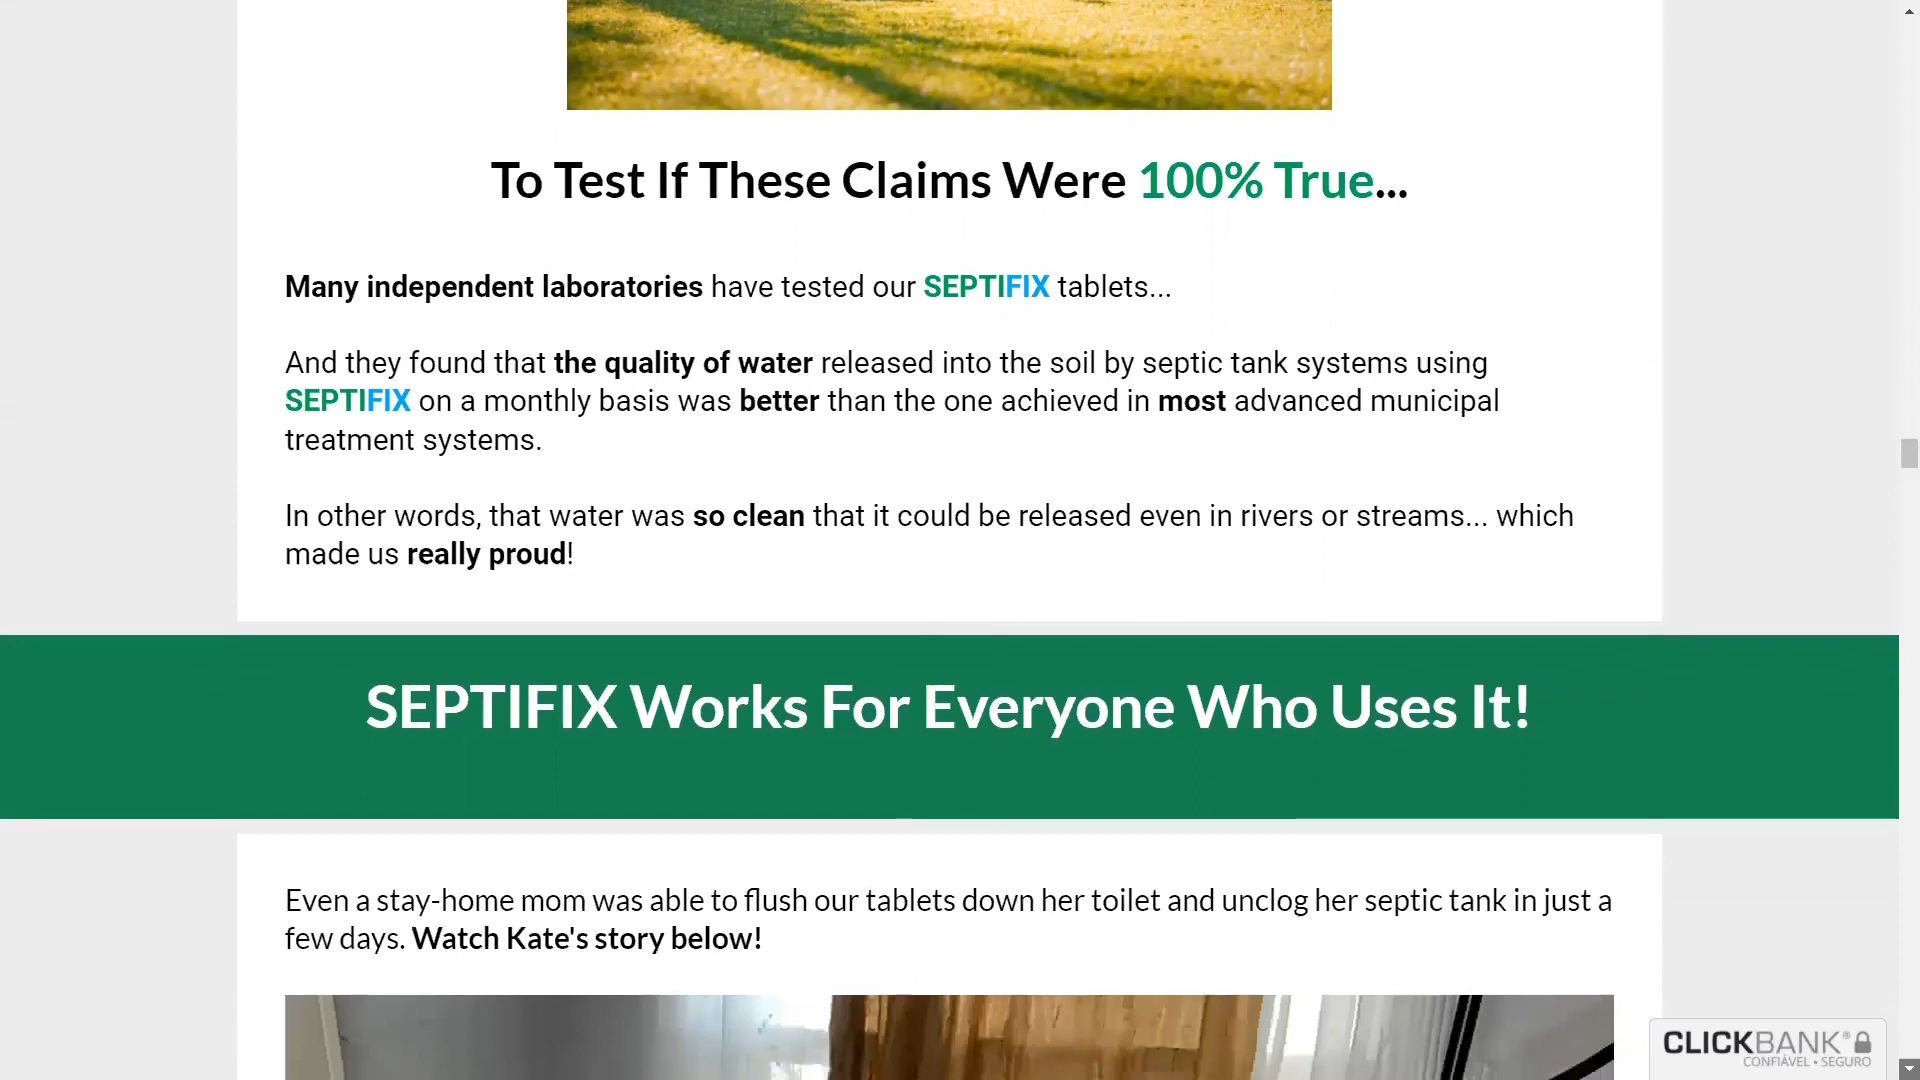 To Test If These Claims Were 100% True...
Many independent laboratories have tested our SEPTIFIX tablets...
And they found that the quality of water released into the soil by septic tank systems using
SEPTIFIX on a monthly basis was better than the one achieved in most advanced municipal
treatment systems.
In other words, that water was so clean that it could be released even in rivers or streams... which
made us really proud!
SEPTIFIX Works For Everyone Who Uses It!
Even a stay-home mom was able to flush our tablets down her toilet and unclog her septic tank in just a
few days. Watch Kate's story below!
CLICKBANK®
CONFIÁVEL • SEGURO